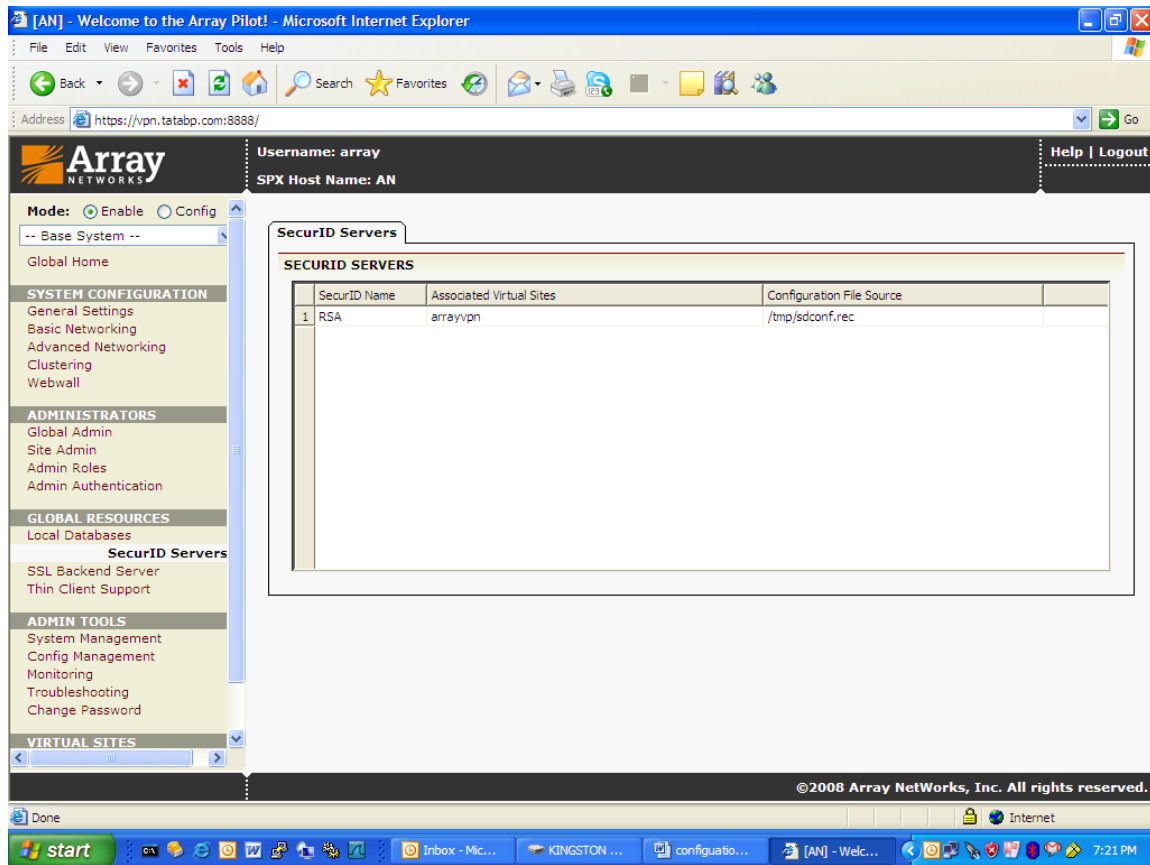 [AN] - Welcome to the Array Pilot! - Microsoft Internet Explorer
File Edit View Favorites Tools Help
Back Search Favorites
Address https://vpn.tatabp.com:8888/ Go
Array NETWORKS
Username: array
SPX Host Name: AN
Help | Logout
Mode: Enable Config
-- Base System --
Global Home
SYSTEM CONFIGURATION
General Settings
Basic Networking
Advanced Networking
Clustering
Webwall
ADMINISTRATORS
Global Admin
Site Admin
Admin Roles
Admin Authentication
GLOBAL RESOURCES
Local Databases
SecurID Servers
SSL Backend Server
Thin Client Support
ADMIN TOOLS
System Management
Config Management
Monitoring
Troubleshooting
Change Password
VIRTUAL SITES
SecurID Servers
SECURID SERVERS
SecurID Name Associated Virtual Sites Configuration File Source
1 RSA arrayvpn /tmp/sdconf.rec
©2008 Array NetWorks, Inc. All rights reserved.
Done Internet
start Inbox - Mic... KINGSTON ... configuatio... [AN] - Welc... 7:21 PM